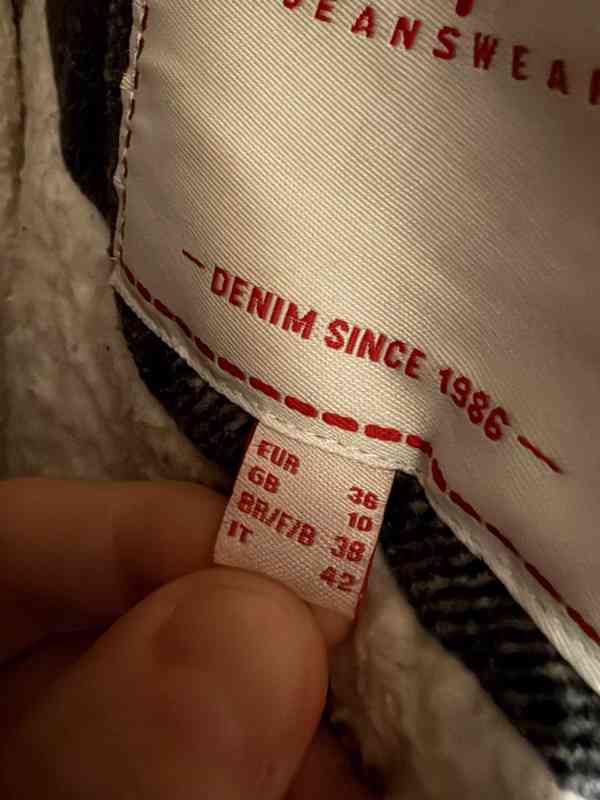 JEANSWEAR
— DENIM SINCE 1986 —
EUR 36
GB 10
BR/F/B 38
IT 42